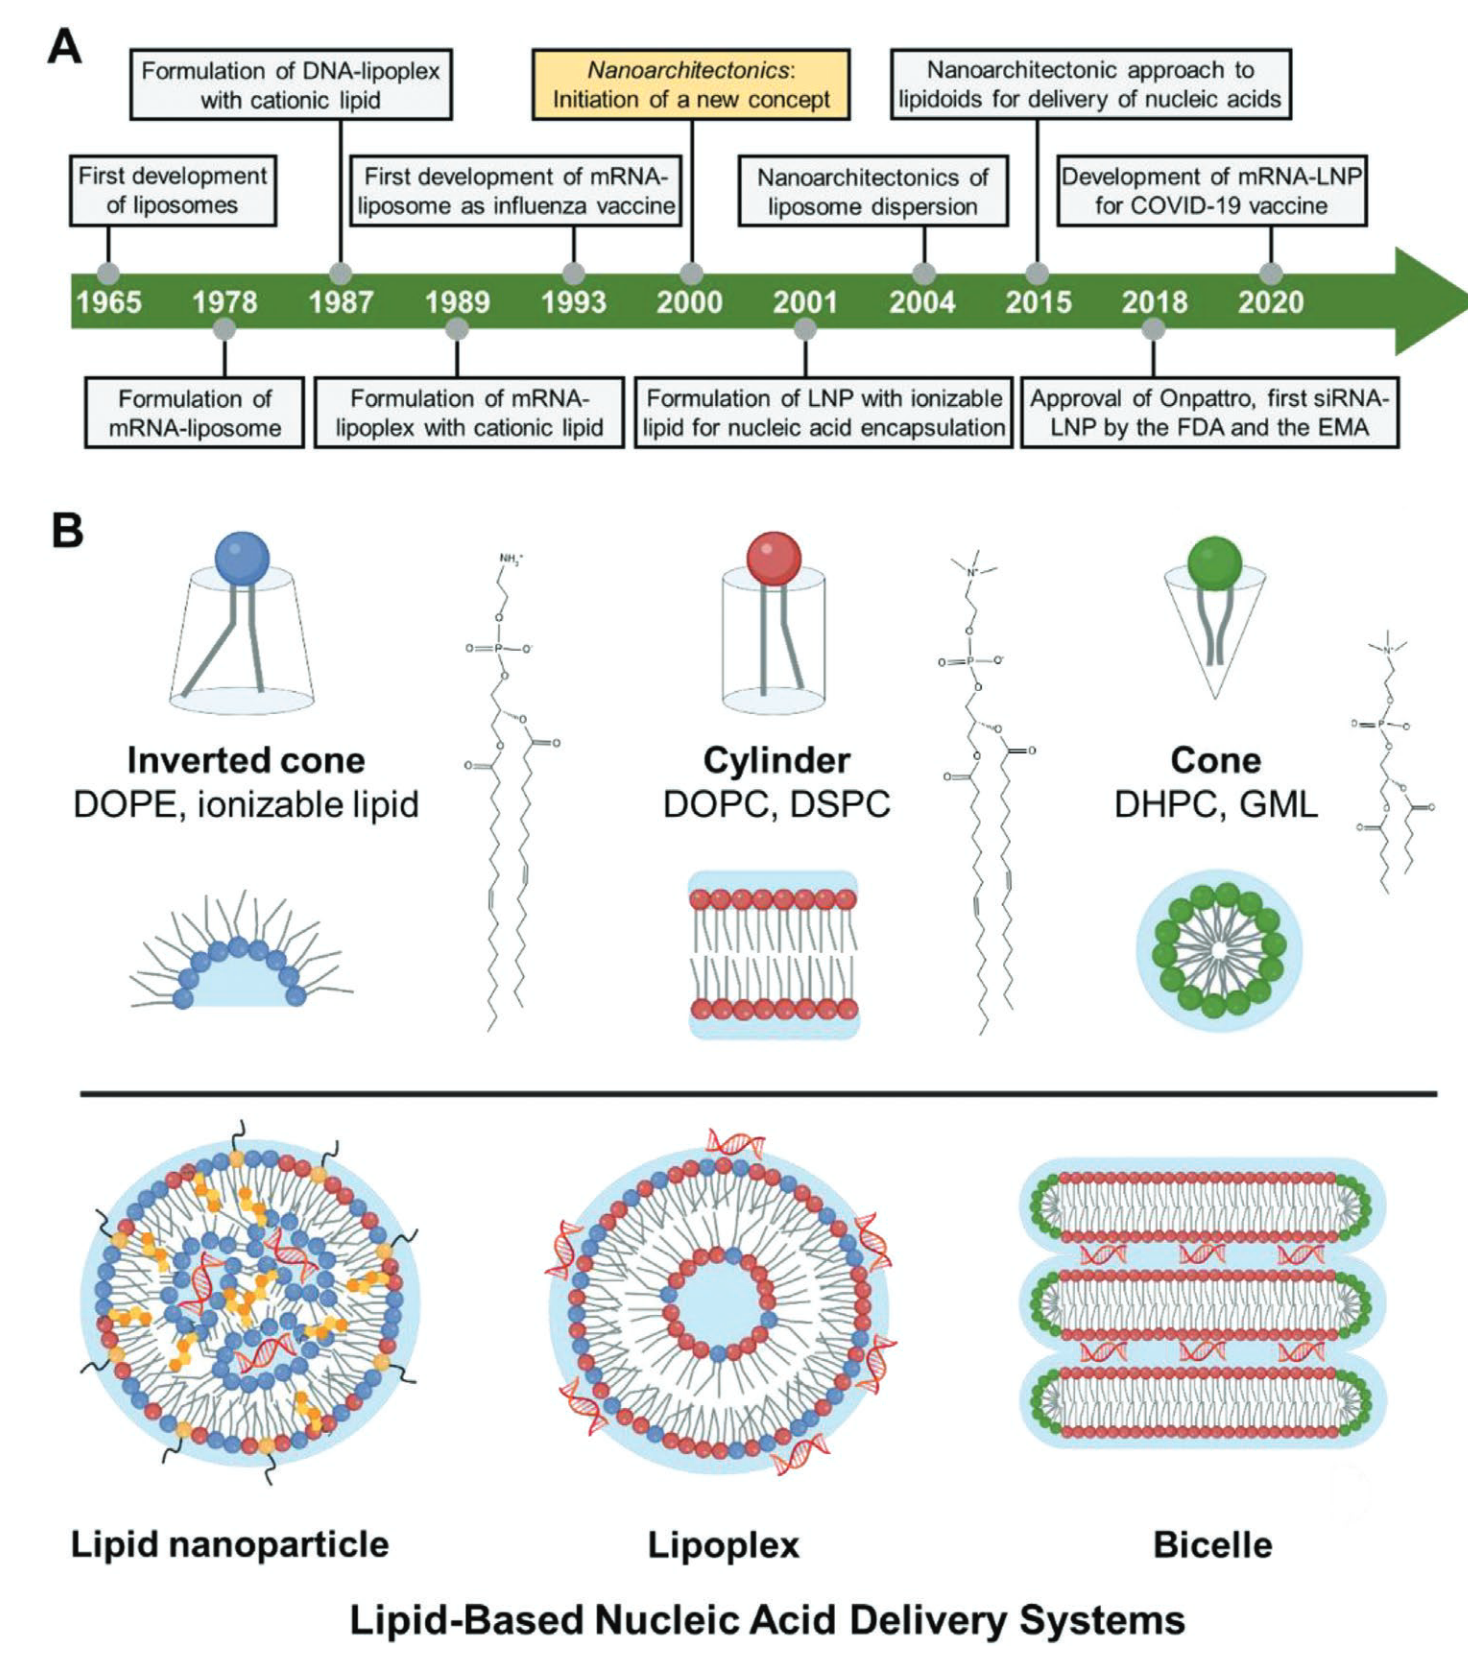 A
Formulation of DNA-lipoplex
with cationic lipid
Nanoarchitectonics:
Initiation of a new concept
Nanoarchitectonic approach to
lipidoids for delivery of nucleic acids
First development
of liposomes
First development of mRNA-
liposome as influenza vaccine
Nanoarchitectonics of
liposome dispersion
Development of mRNA-LNP
for COVID-19 vaccine
1965 1978 1987 1989 1993 2000 2001 2004 2015 2018 2020
Formulation of
mRNA-liposome
Formulation of mRNA-
lipoplex with cationic lipid
Formulation of LNP with ionizable
lipid for nucleic acid encapsulation
Approval of Onpattro, first siRNA-
LNP by the FDA and the EMA
B
NH3+
O
O=P—O-
O
O
O
O
O
N+
O
O=P—O-
O
O
O
O
O
N+
O
O=P—O
O
O
O
O
O
Inverted cone
DOPE, ionizable lipid
Cylinder
DOPC, DSPC
Cone
DHPC, GML
Lipid nanoparticle
Lipoplex
Bicelle
Lipid-Based Nucleic Acid Delivery Systems